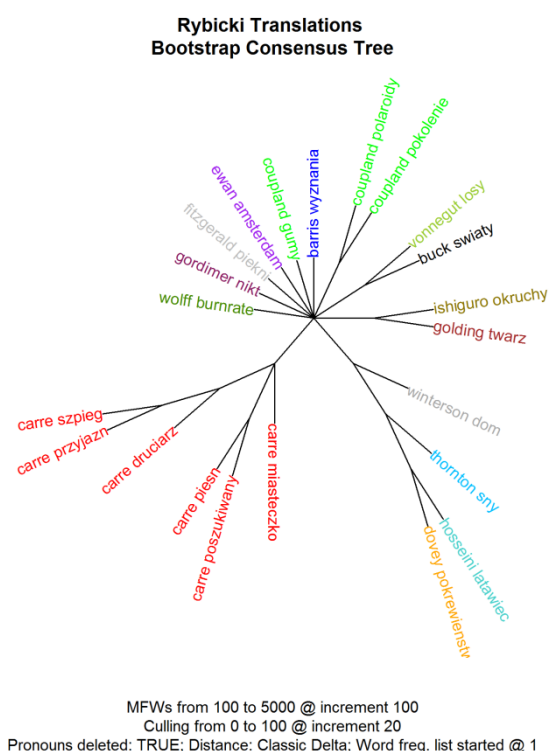 Rybicki Translations
Bootstrap Consensus Tree
coupland polaroidy
coupland pokolenie
barris wyznania
coupland gumy
ewan amsterdam
fitzgerald piekni
gordimer nikt
wolff burnrate
vonnegut losy
buck swiaty
ishiguro okruchy
golding twarz
winterson dom
thornton sny
hosseini latawiec
dovey pokrewienstw
carre szpieg
carre przyjazn
carre druciarz
carre piesn
carre poszukiwany
carre miasteczko
MFWs from 100 to 5000 @ increment 100
Culling from 0 to 100 @ increment 20
Pronouns deleted: TRUE; Distance: Classic Delta; Word freq. list started @ 1